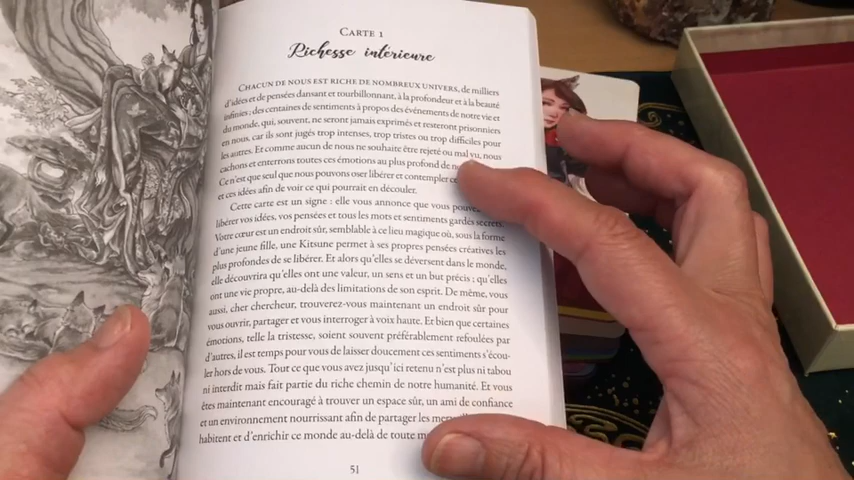 CARTE 1
Richesse intérieure
CHACUN DE NOUS EST RICHE DE NOMBREUX UNIVERS, de milliers
d'idées et de pensées dansant et tourbillonnant, à la profondeur et à la beauté
infinies ; des centaines de sentiments à propos des événements de notre vie et
du monde, qui, souvent, ne seront jamais exprimés et resteront prisonniers
en nous, car ils sont jugés trop intenses, trop tristes ou trop difficiles pour
les autres. Et comme aucun de nous ne souhaite être rejeté ou mal vu, nous
cachons et enterrons toutes ces émotions au plus profond de
Ce n'est que seul que nous pouvons oser libérer et contempler
et ces idées afin de voir ce qui pourrait en découler.
Cette carte est un signe : elle vous annonce que vous
libérer vos idées, vos pensées et tous les mots et sentiments gardés secrets.
Votre cœur est un endroit sûr, semblable à ce lieu magique où, sous la forme
d'une jeune fille, une Kitsune permet à ses propres pensées créatives les
plus profondes de se libérer. Et alors qu'elles se déversent dans le monde,
elle découvrira qu'elles ont une valeur, un sens et un but précis ; qu'elles
ont une vie propre, au-delà des limitations de son esprit. De même, vous
aussi, cher chercheur, trouverez-vous maintenant un endroit sûr pour
vous ouvrir, partager et vous interroger à voix haute. Et bien que certaines
émotions, telle la tristesse, soient souvent préférablement refoulées par
d'autres, il est temps pour vous de laisser doucement ces sentiments s'écou-
ler hors de vous. Tout ce que vous avez jusqu'ici retenu n'est plus ni tabou
ni interdit mais fait partie du riche chemin de notre humanité. Et vous
êtes maintenant encouragé à trouver un espace sûr, un ami de confiance
et un environnement nourrissant afin de partager les
habitent et d'enrichir ce monde au-delà de toute
51